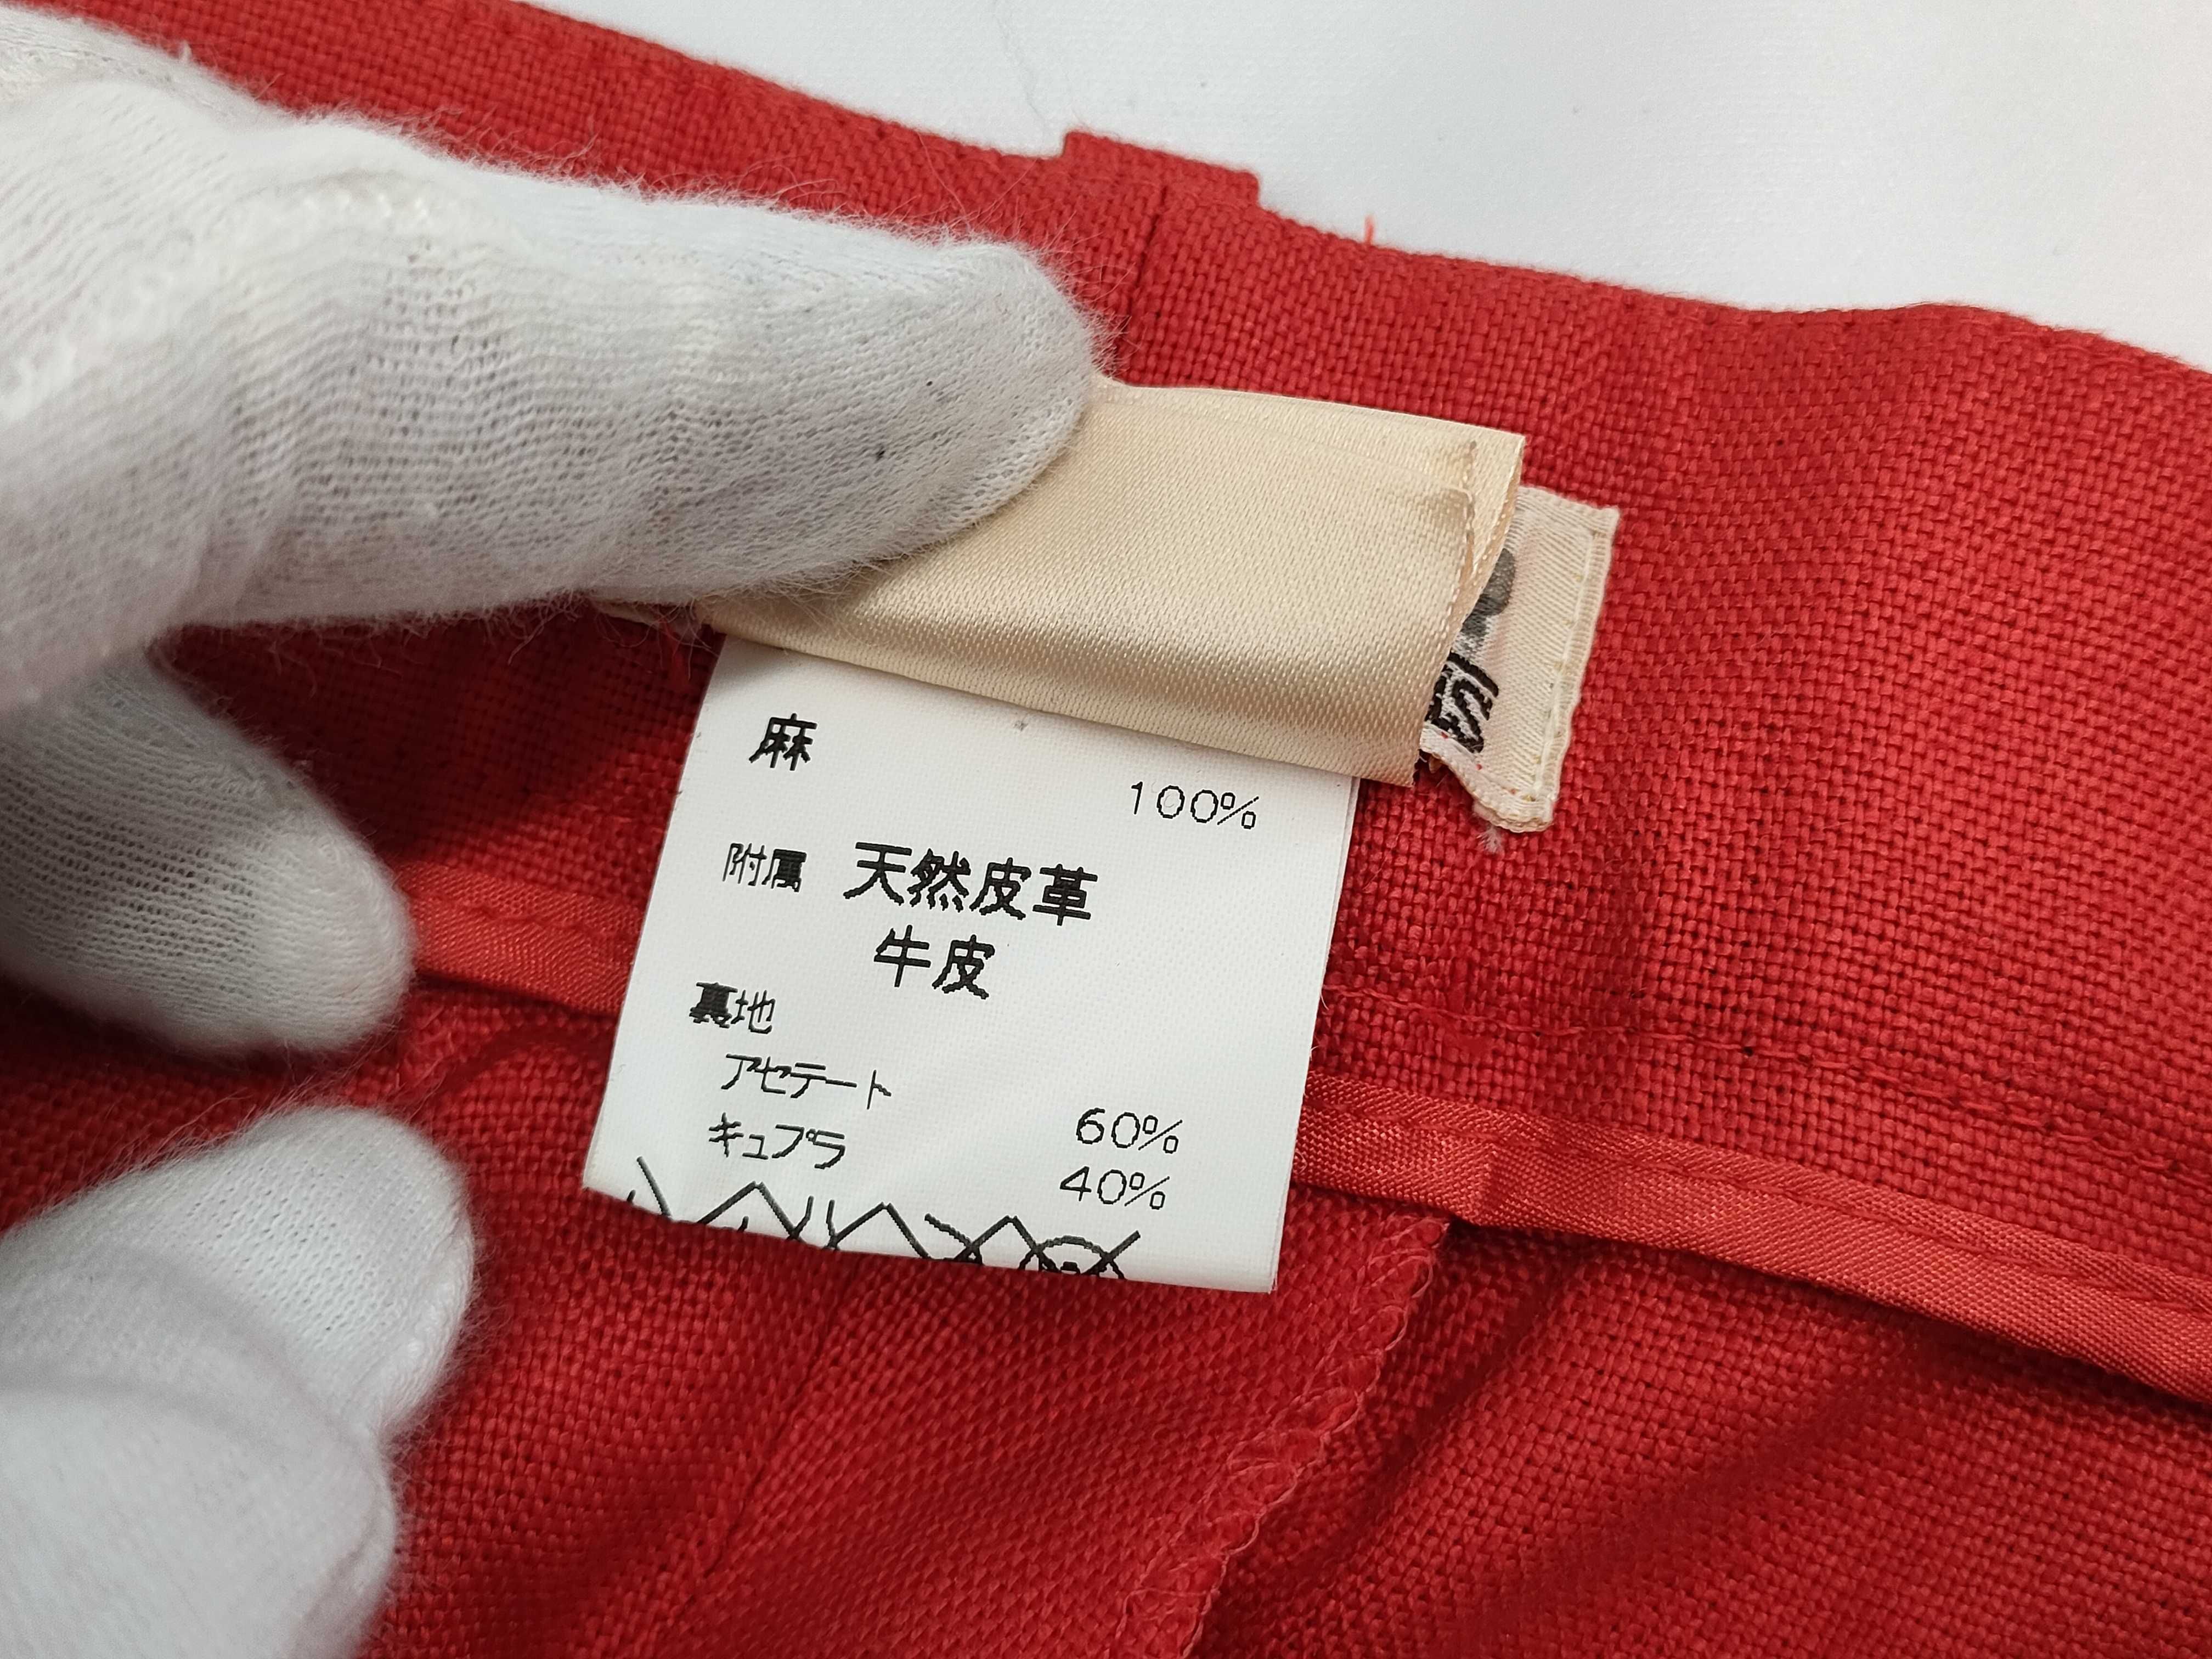 麻
100%
附属 天然皮革
牛皮
裏地
アセテート 60%
キュプラ 40%